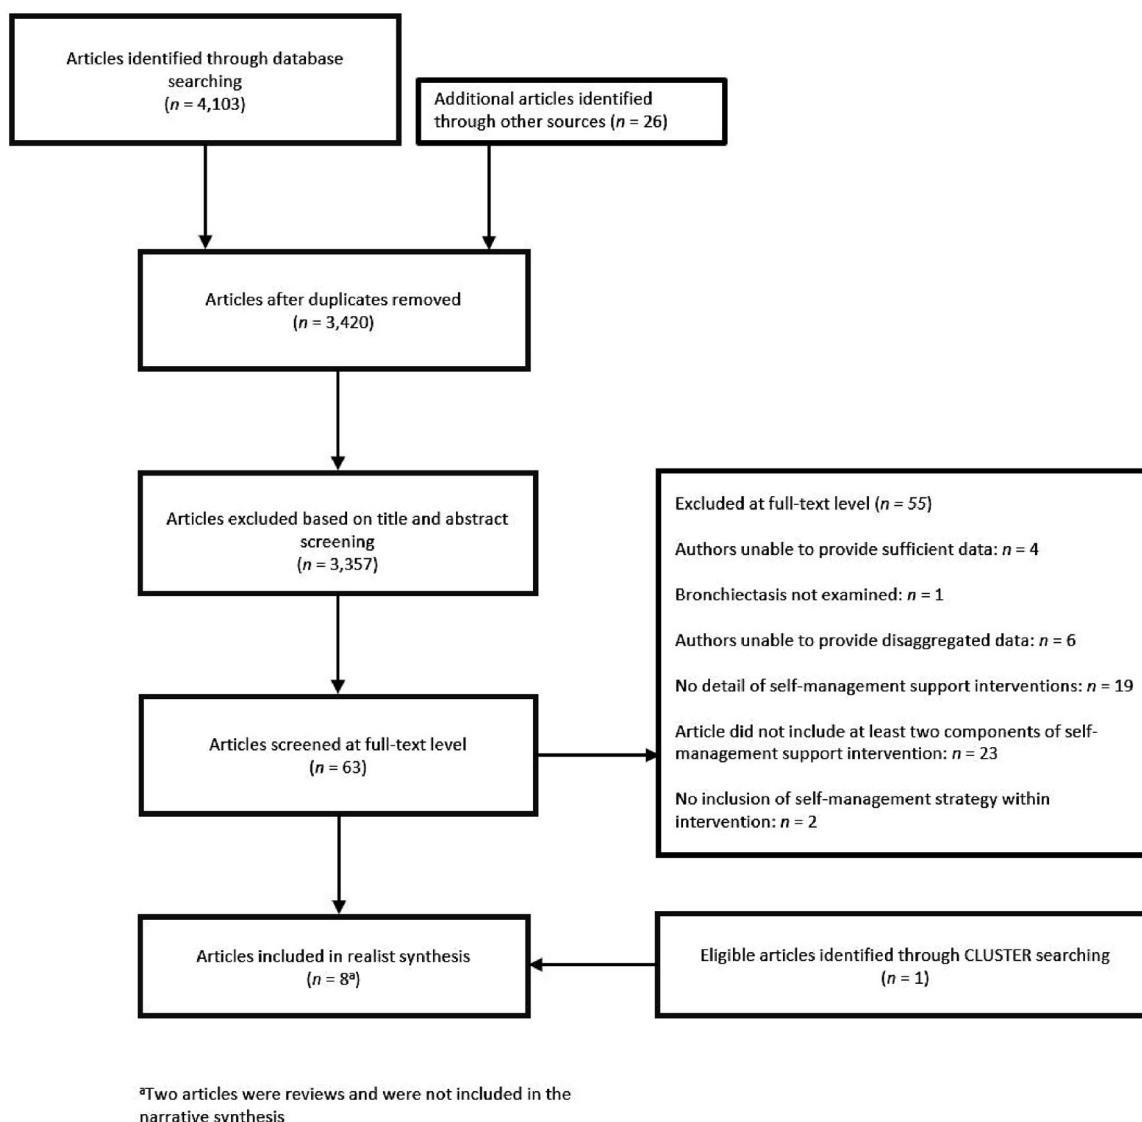 Articles identified through database
searching
(n = 4,103)
Additional articles identified
through other sources (n = 26)
Articles after duplicates removed
(n = 3,420)
Articles excluded based on title and abstract
screening
(n = 3,357)
Excluded at full-text level (n = 55)
Authors unable to provide sufficient data: n = 4
Bronchiectasis not examined: n = 1
Authors unable to provide disaggregated data: n = 6
No detail of self-management support interventions: n = 19
Article did not include at least two components of self-
management support intervention: n = 23
No inclusion of self-management strategy within
intervention: n = 2
Articles screened at full-text level
(n = 63)
Articles included in realist synthesis
(n = 8ª)
Eligible articles identified through CLUSTER searching
(n = 1)
ªTwo articles were reviews and were not included in the
narrative synthesis